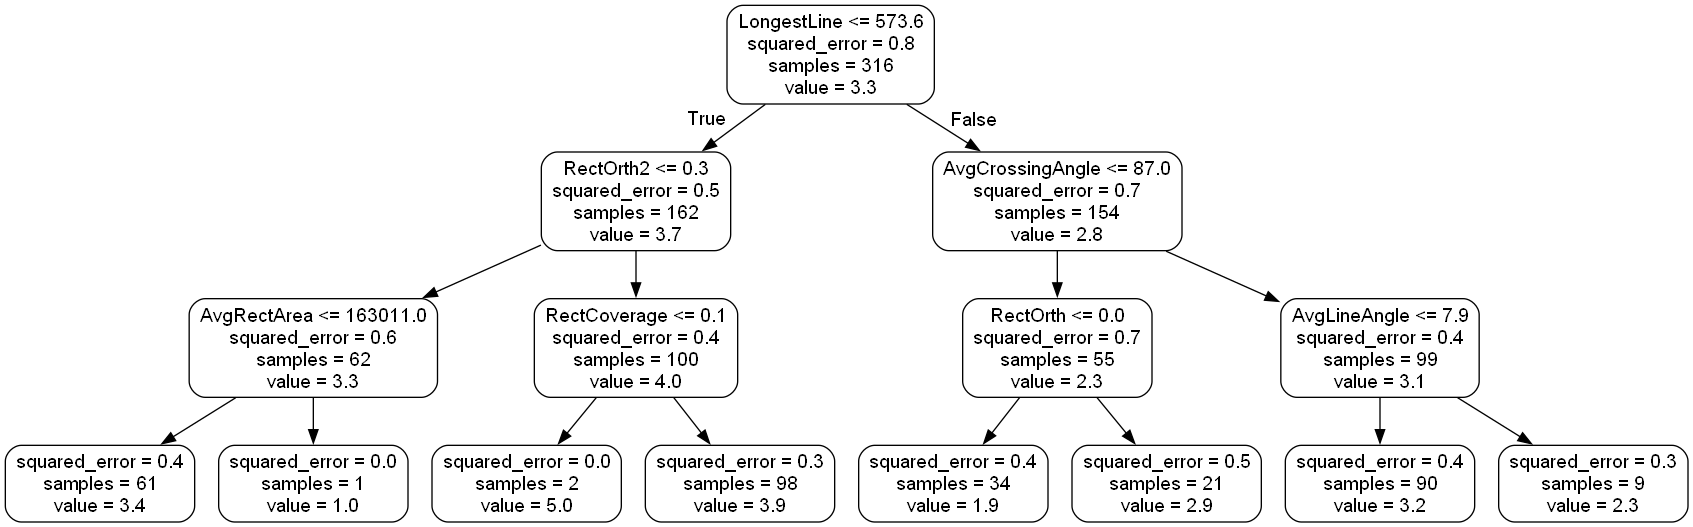 LongestLine <= 573.6
squared_error = 0.8
samples = 316
value = 3.3
True
False
RectOrth2 <= 0.3
squared_error = 0.5
samples = 162
value = 3.7
AvgCrossingAngle <= 87.0
squared_error = 0.7
samples = 154
value = 2.8
AvgRectArea <= 163011.0
squared_error = 0.6
samples = 62
value = 3.3
RectCoverage <= 0.1
squared_error = 0.4
samples = 100
value = 4.0
RectOrth <= 0.0
squared_error = 0.7
samples = 55
value = 2.3
AvgLineAngle <= 7.9
squared_error = 0.4
samples = 99
value = 3.1
squared_error = 0.4
samples = 61
value = 3.4
squared_error = 0.0
samples = 1
value = 1.0
squared_error = 0.0
samples = 2
value = 5.0
squared_error = 0.3
samples = 98
value = 3.9
squared_error = 0.4
samples = 34
value = 1.9
squared_error = 0.5
samples = 21
value = 2.9
squared_error = 0.4
samples = 90
value = 3.2
squared_error = 0.3
samples = 9
value = 2.3